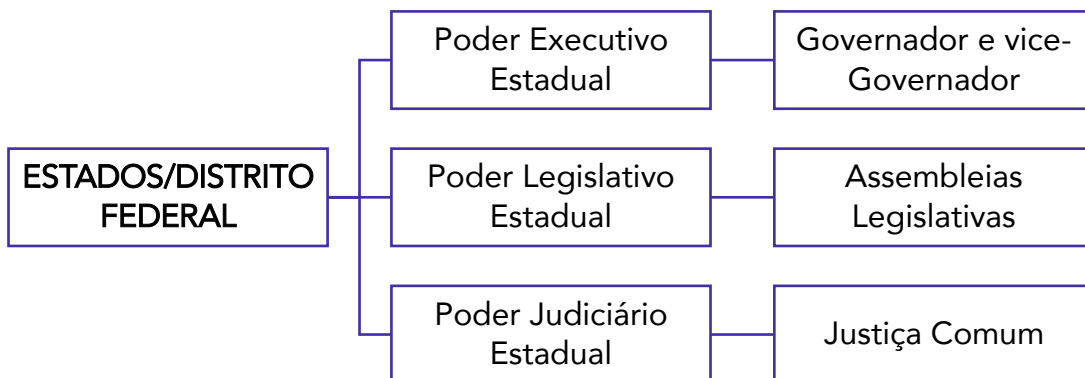 ESTADOS/DISTRITO
FEDERAL
Poder Executivo
Estadual
Governador e vice-
Governador
Poder Legislativo
Estadual
Assembleias
Legislativas
Poder Judiciário
Estadual
Justiça Comum